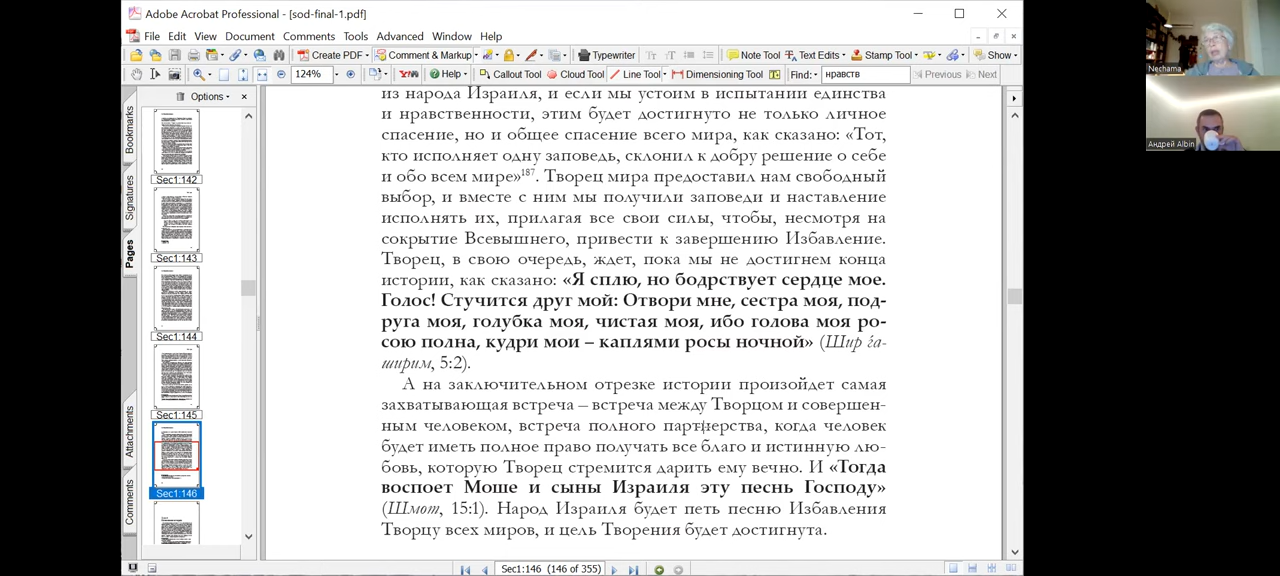 Adobe Acrobat Professional - [sod-final-1.pdf]
File Edit View Document Comments Tools Advanced Window Help
Create PDF Comment & Markup Typewriter Note Tool Text Edits Stamp Tool Show
124% Y!N Help Callout Tool Cloud Tool Line Tool Dimensioning Tool Find: нравств Previous Next
Options
Bookmarks
Signatures
Pages
Attachments
Comments
Sec1:142
Sec1:143
Sec1:144
Sec1:145
Sec1:146
из народа Израиля, и если мы устоим в испытании единства
и нравственности, этим будет достигнуто не только личное
спасение, но и общее спасение всего мира, как сказано: «Тот,
кто исполняет одну заповедь, склонил к добру решение о себе
и обо всем мире»187. Творец мира предоставил нам свободный
выбор, и вместе с ним мы получили заповеди и наставление
исполнять их, прилагая все свои силы, чтобы, несмотря на
сокрытие Всевышнего, привести к завершению Избавление.
Творец, в свою очередь, ждет, пока мы не достигнем конца
истории, как сказано: «Я сплю, но бодрствует сердце мое.
Голос! Стучится друг мой: Отвори мне, сестра моя, под-
руга моя, голубка моя, чистая моя, ибо голова моя ро-
сою полна, кудри мои – каплями росы ночной» (Шир ѓа-
ширим, 5:2).
А на заключительном отрезке истории произойдет самая
захватывающая встреча – встреча между Творцом и совершен-
ным человеком, встреча полного партнерства, когда человек
будет иметь полное право получать все благо и истинную лю-
бовь, которую Творец стремится дарить ему вечно. И «Тогда
воспоет Моше и сыны Израиля эту песнь Господу»
(Шмот, 15:1). Народ Израиля будет петь песню Избавления
Творцу всех миров, и цель Творения будет достигнута.
Sec1:146 (146 of 355)
Nechama
Андрей Albin